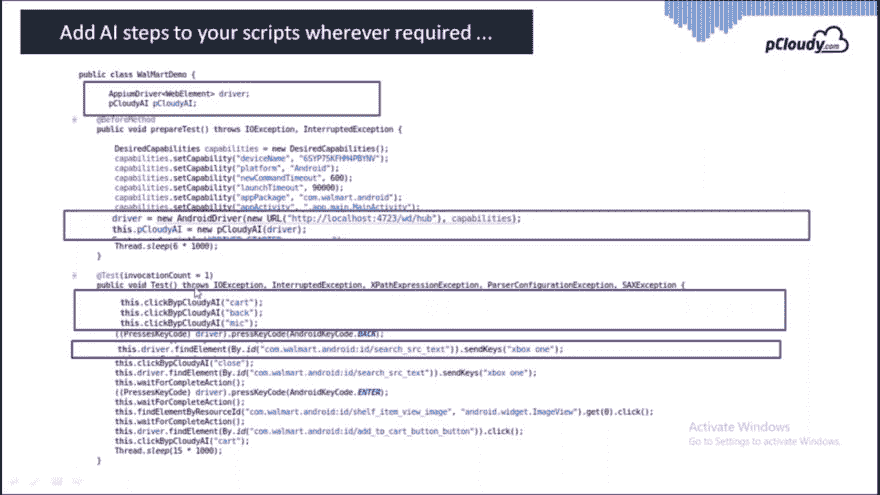 Add AI steps to your scripts wherever required ...
pCloudy.com
public class WalMartDemo {
AppiumDriver<WebElement> driver;
pCloudyAI pCloudyAI;
@BeforeMethod
public void prepareTest() throws IOException, InterruptedException {
DesiredCapabilities capabilities = new DesiredCapabilities();
capabilities.setCapability("deviceName", "6SYP75KFHM4PBYNV");
capabilities.setCapability("platform", "Android");
capabilities.setCapability("newCommandTimeout", 600);
capabilities.setCapability("launchTimeout", 90000);
capabilities.setCapability("appPackage", "com.walmart.android");
capabilities.setCapability("appActivity", ".app.main.MainActivity");
driver = new AndroidDriver(new URL("http://localhost:4723/wd/hub"), capabilities);
this.pCloudyAI = new pCloudyAI(driver);
Thread.sleep(6 * 1000);
}
@Test(invocationCount = 1)
public void Test() throws IOException, InterruptedException, XPathExpressionException, ParserConfigurationException, SAXException {
this.clickBypCloudyAI("cart");
this.clickBypCloudyAI("back");
this.clickBypCloudyAI("mic");
((PressesKeyCode) driver).pressKeyCode(AndroidKeyCode.BACK);
this.driver.findElement(By.id("com.walmart.android:id/search_src_text")).sendKeys("xbox one");
this.clickBypCloudyAI("close");
this.driver.findElement(By.id("com.walmart.android:id/search_src_text")).sendKeys("xbox one");
this.waitForCompleteAction();
((PressesKeyCode) driver).pressKeyCode(AndroidKeyCode.ENTER);
this.waitForCompleteAction();
this.findElementByResourceId("com.walmart.android:id/shelf_item_view_image", "android.widget.ImageView").get(0).click();
this.waitForCompleteAction();
this.driver.findElement(By.id("com.walmart.android:id/add_to_cart_button_button")).click();
this.clickBypCloudyAI("cart");
Thread.sleep(15 * 1000);
}
Activate Windows
Go to Settings to activate Windows.